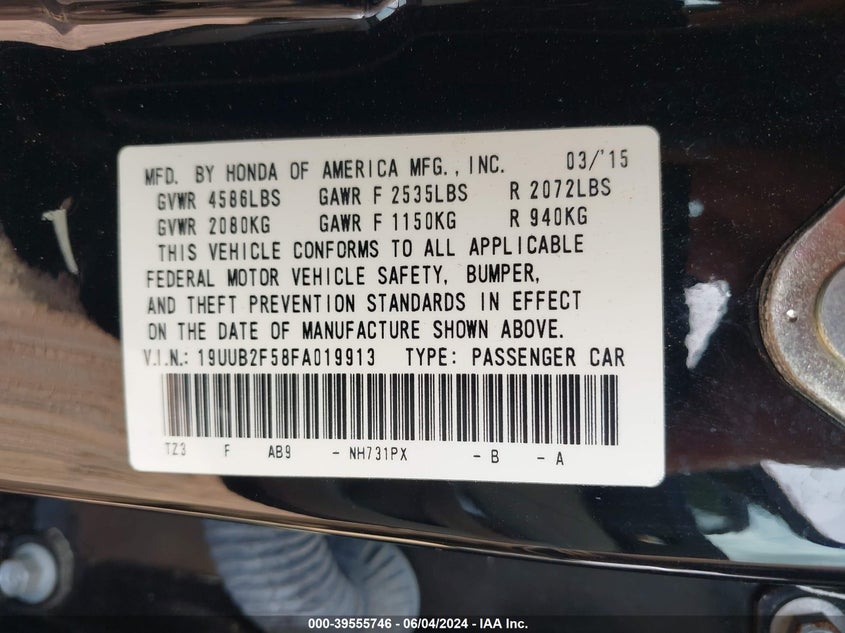 MFD. BY HONDA OF AMERICA MFG., INC. 03/'15
GVWR 4586LBS GAWR F 2535LBS R 2072LBS
GVWR 2080KG GAWR F 1150KG R 940KG
THIS VEHICLE CONFORMS TO ALL APPLICABLE
FEDERAL MOTOR VEHICLE SAFETY, BUMPER,
AND THEFT PREVENTION STANDARDS IN EFFECT
ON THE DATE OF MANUFACTURE SHOWN ABOVE.
V.I.N.: 19UUB2F58FA019913 TYPE: PASSENGER CAR
TZ3 F AB9 - NH731PX - B - A
000-39555746 - 06/04/2024 - IAA Inc.